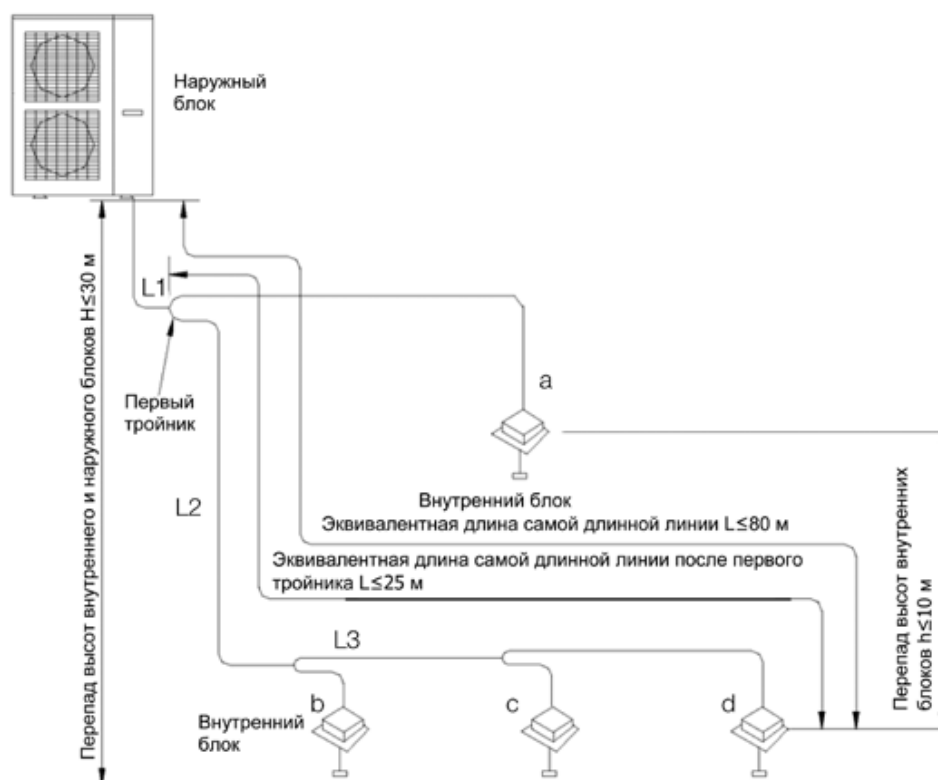 Наружный
блок
L1
Первый
тройник
a
L2
Внутренний блок
Эквивалентная длина самой длинной линии L≤80 м
Эквивалентная длина самой длинной линии после первого
тройника L≤25 м
L3
b
c
d
Внутренний
блок
Перепад высот внутреннего и наружного блоков H≤30 м
Перепад высот внутренних
блоков h≤10 м